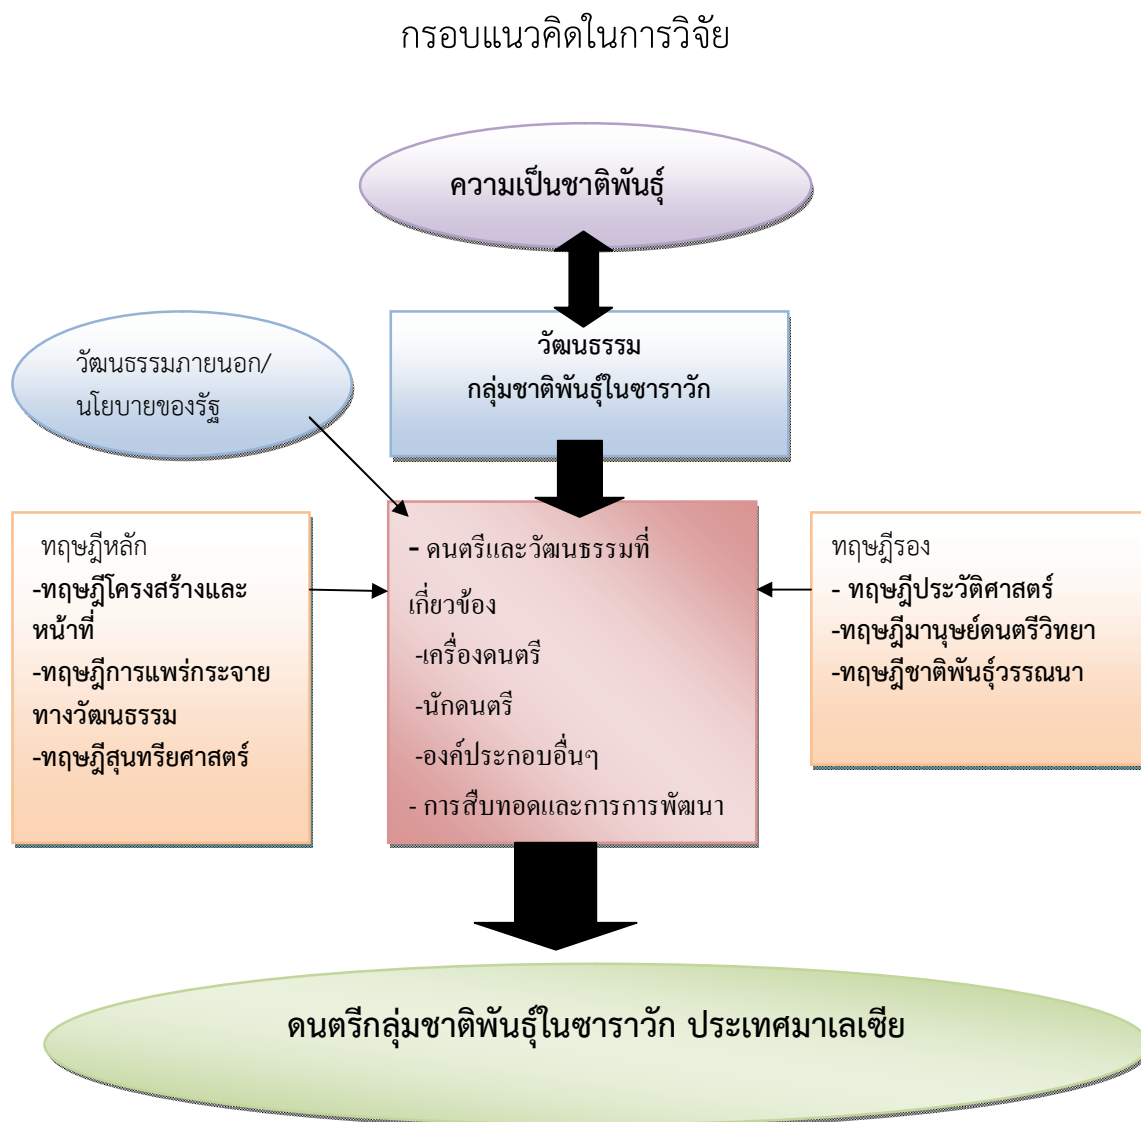 กรอบแนวคิดในการวิจัย
ความเป็นชาติพันธุ์
วัฒนธรรม
กลุ่มชาติพันธุ์ในซาราวัก
วัฒนธรรมภายนอก/
นโยบายของรัฐ
ทฤษฎีหลัก
-ทฤษฎีโครงสร้างและ
หน้าที่
-ทฤษฎีการแพร่กระจาย
ทางวัฒนธรรม
-ทฤษฎีสุนทรียศาสตร์
- ดนตรีและวัฒนธรรมที่
เกี่ยวข้อง
-เครื่องดนตรี
-นักดนตรี
-องค์ประกอบอื่นๆ
- การสืบทอดและการการพัฒนา
ทฤษฎีรอง
- ทฤษฎีประวัติศาสตร์
-ทฤษฎีมานุษย์ดนตรีวิทยา
-ทฤษฎีชาติพันธุ์วรรณนา
ดนตรีกลุ่มชาติพันธุ์ในซาราวัก ประเทศมาเลเซีย